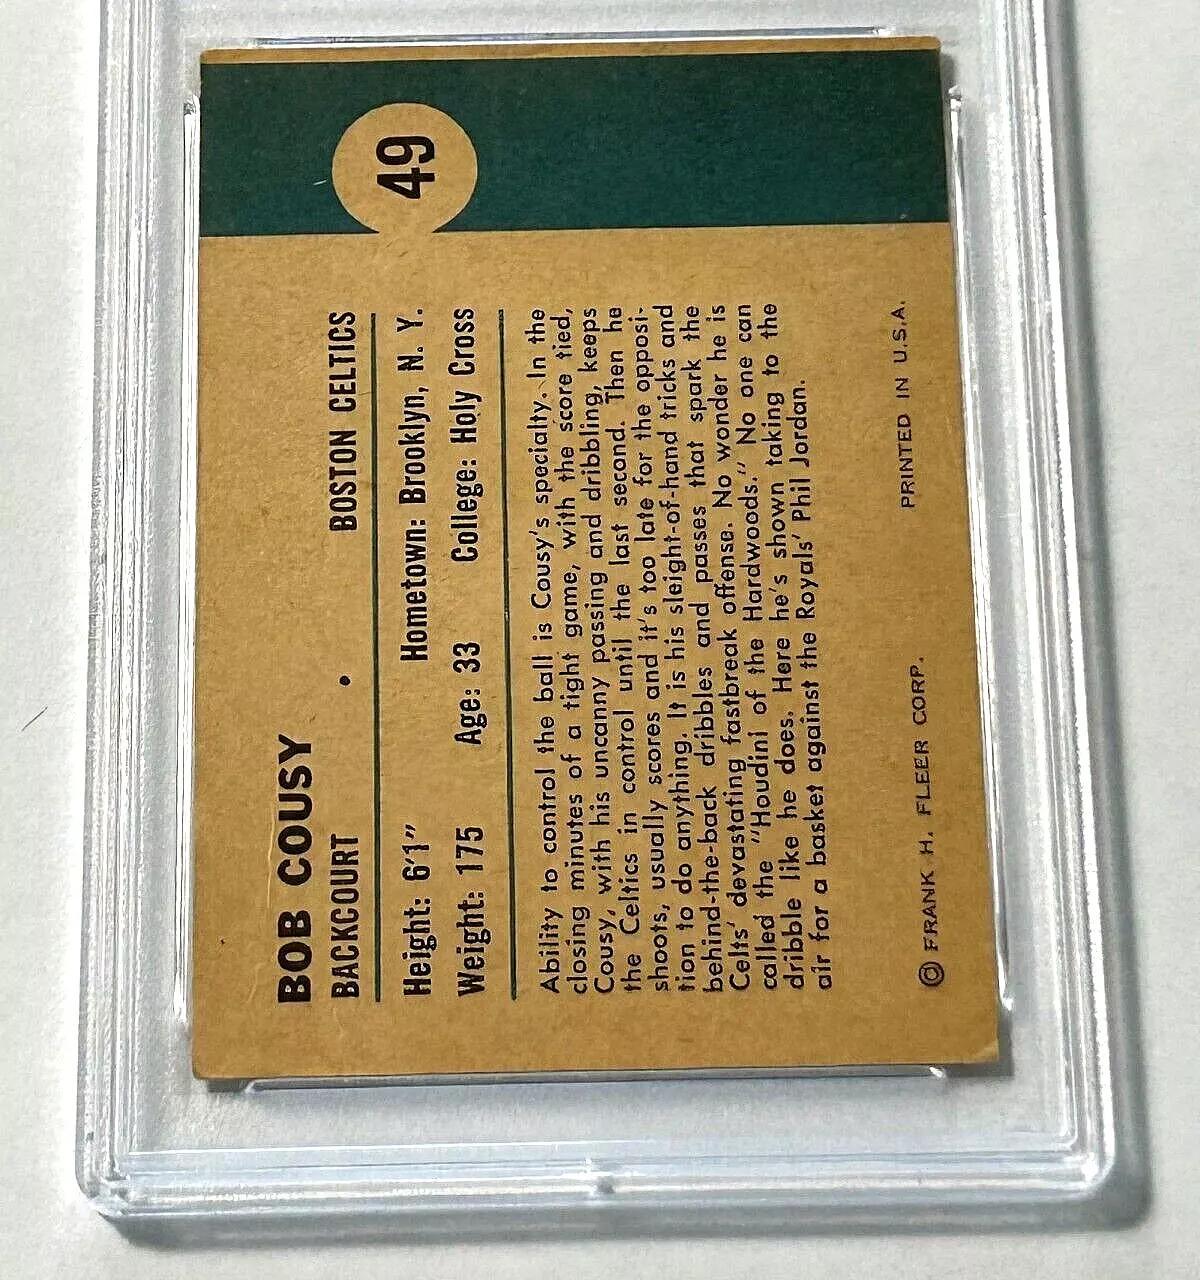 49
BOB COUSY
BACKCOURT BOSTON CELTICS
Height: 6'1" Hometown: Brooklyn, N. Y.
Weight: 175 Age: 33 College: Holy Cross
Ability to control the ball is Cousy's specialty. In the
closing minutes of a tight game, with the score tied,
Cousy, with his uncanny passing and dribbling, keeps
the Celtics in control until the last second. Then he
shoots, usually scores and it's too late for the opposi-
tion to do anything. It is his sleight-of-hand tricks and
behind-the-back dribbles and passes that spark the
Celts' devastating fastbreak offense. No wonder he is
called the "Houdini of the Hardwoods." No one can
dribble like he does. Here he's shown taking to the
air for a basket against the Royals' Phil Jordan.
© FRANK H. FLEER CORP. PRINTED IN U.S.A.